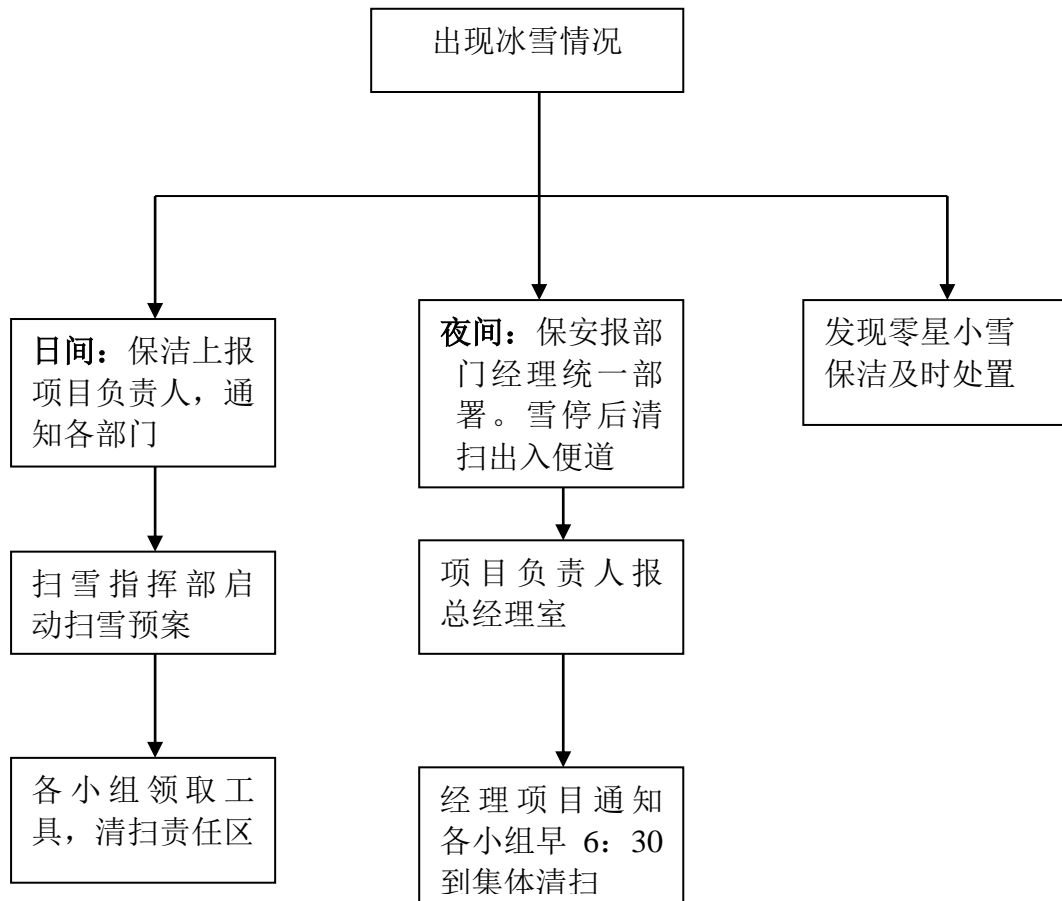 出现冰雪情况
日间：保洁上报
项目负责人，通
知各部门
夜间：保安报部
门经理统一部
署。雪停后清
扫出入便道
发现零星小雪
保洁及时处置
扫雪指挥部启
动扫雪预案
项目负责人报
总经理室
各小组领取工
具，清扫责任区
经理项目通知
各小组早 6：30
到集体清扫